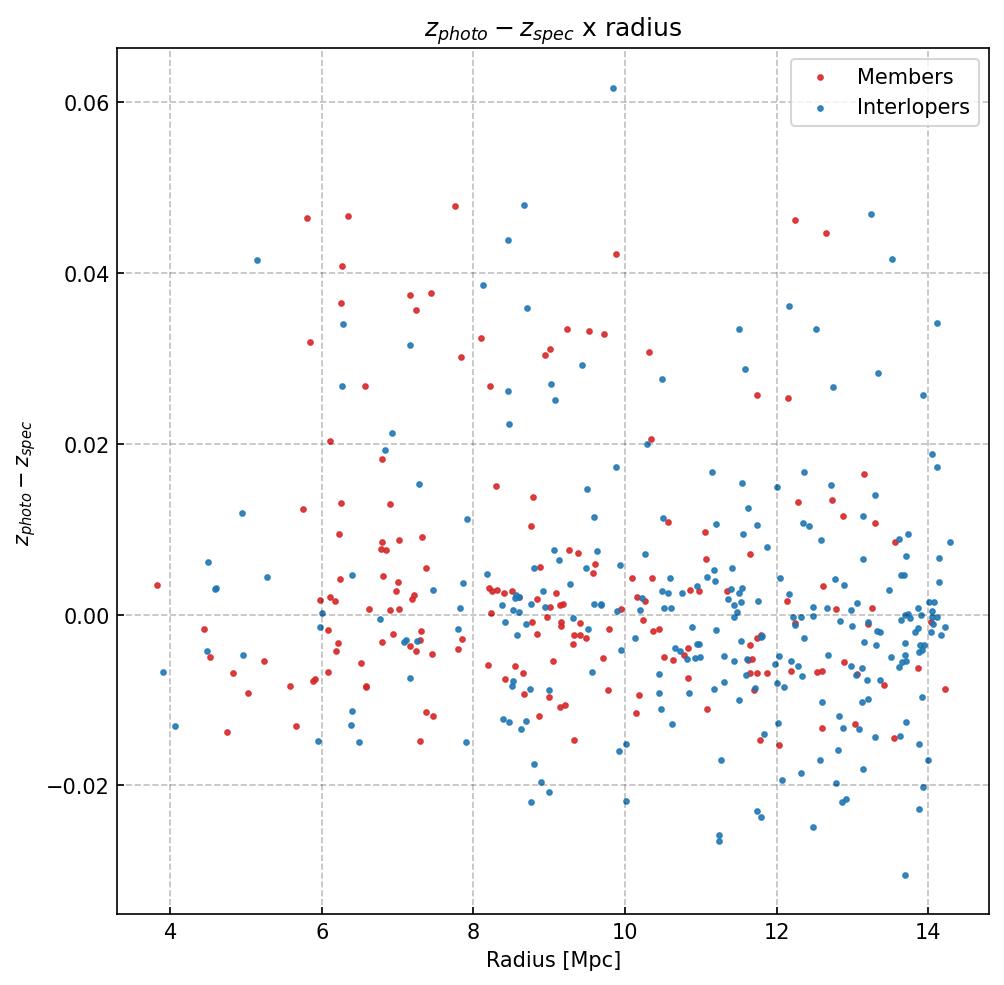 z_photo − z_spec x radius
Members
Interlopers
0.06
0.04
0.02
0.00
−0.02
z_photo − z_spec
4 6 8 10 12 14
Radius [Mpc]